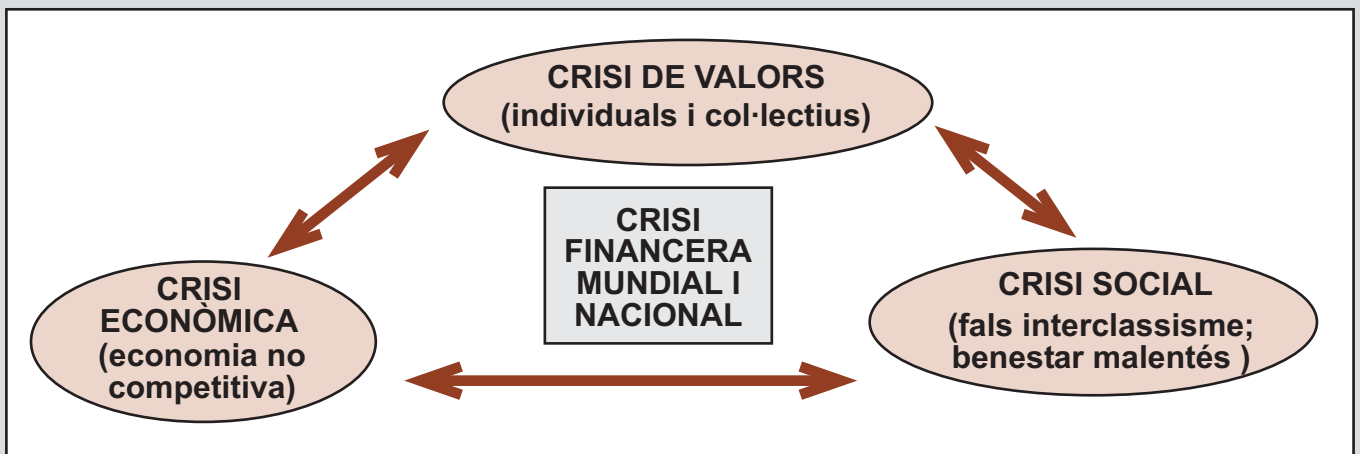 CRISI DE VALORS
(individuals i col·lectius)
CRISI
FINANCERA
MUNDIAL I
NACIONAL
CRISI
ECONÒMICA
(economia no
competitiva)
CRISI SOCIAL
(fals interclassisme;
benestar malentés )